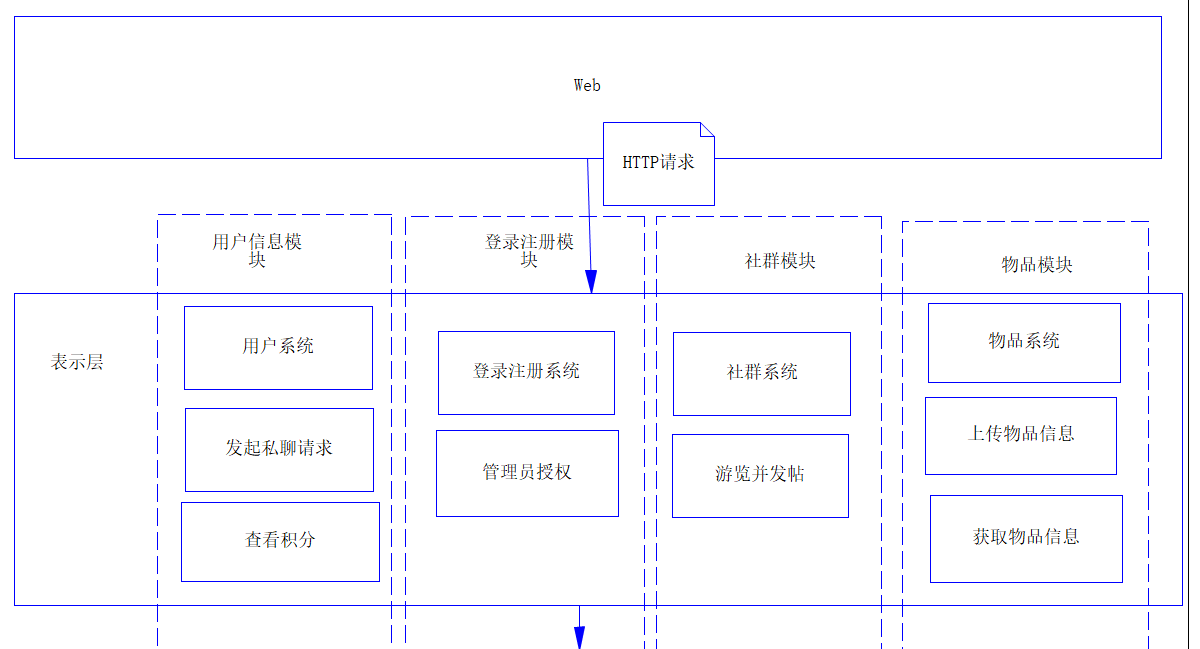 Web
HTTP请求
用户信息模
块
登录注册模
块
社群模块
物品模块
表示层
用户系统
登录注册系统
社群系统
物品系统
发起私聊请求
管理员授权
游览并发帖
上传物品信息
查看积分
获取物品信息